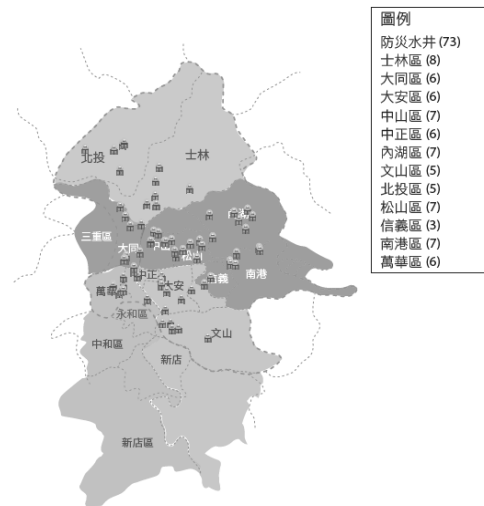 圖例
防災水井 (73)
士林區 (8)
大同區 (6)
大安區 (6)
中山區 (7)
中正區 (6)
內湖區 (7)
文山區 (5)
北投區 (5)
松山區 (7)
信義區 (3)
南港區 (7)
萬華區 (6)
北投
士林
三重區
大同
松山
義
南港
中正
萬華
大安
永和區
中和區
文山
新店
新店區